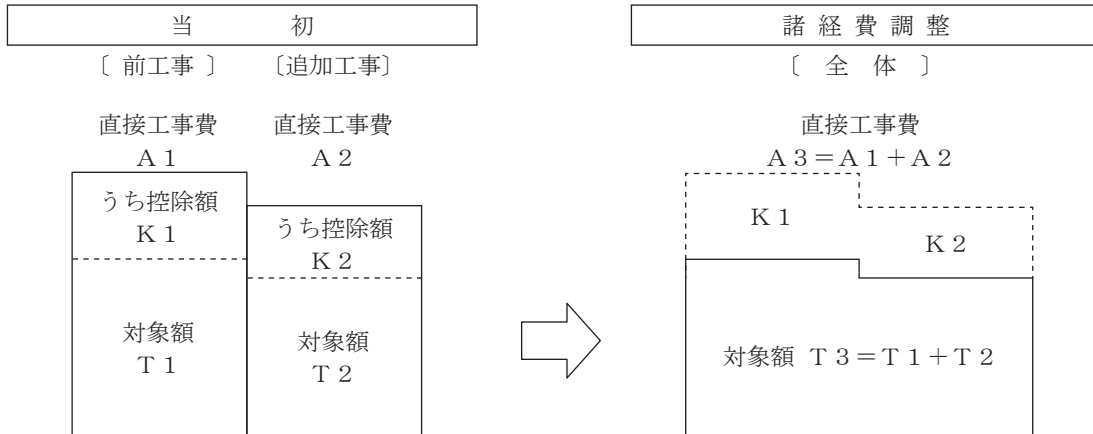 当 初
〔 前工事 〕 〔追加工事〕
直接工事費 直接工事費
Ａ１ Ａ２
うち控除額
Ｋ１
うち控除額
Ｋ２
対象額
Ｔ１
対象額
Ｔ２
諸 経 費 調 整
〔 全 体 〕
直接工事費
Ａ３＝Ａ１＋Ａ２
Ｋ１
Ｋ２
対象額 Ｔ３＝Ｔ１＋Ｔ２